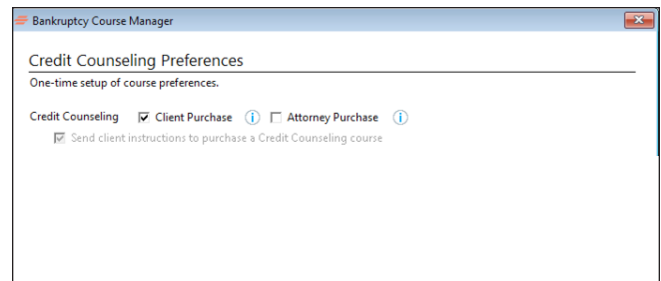 Bankruptcy Course Manager
Credit Counseling Preferences
One-time setup of course preferences.
Credit Counseling Client Purchase Attorney Purchase
Send client instructions to purchase a Credit Counseling course